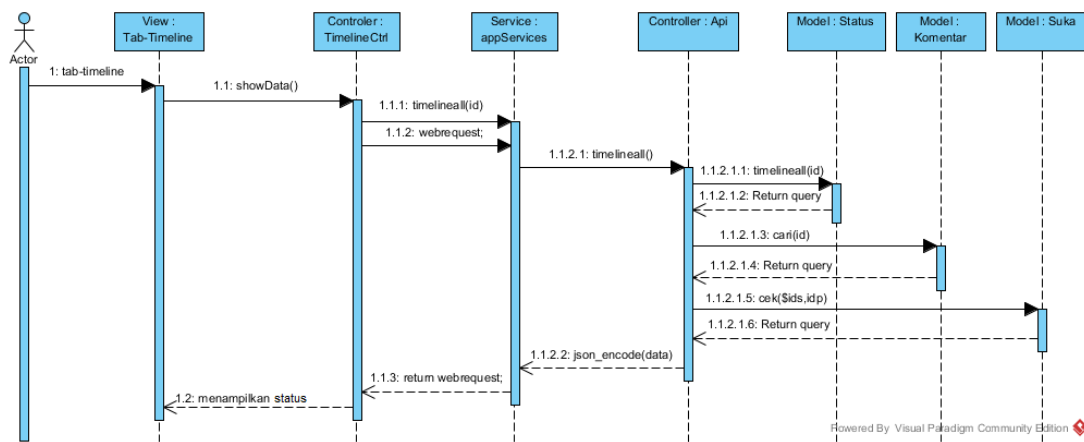 View :
Tab-Timeline
Controler :
TimelineCtrl
Service :
appServices
Controller : Api
Model : Status
Model :
Komentar
Model : Suka
Actor
1: tab-timeline
1.1: showData()
1.1.1: timelineall(id)
1.1.2: webrequest;
1.1.2.1: timelineall()
1.1.2.1.1: timelineall(id)
1.1.2.1.2: Return query
1.1.2.1.3: cari(id)
1.1.2.1.4: Return query
1.1.2.1.5: cek($ids,idp)
1.1.2.1.6: Return query
1.1.2.2: json_encode(data)
1.1.3: return webrequest;
1.2: menampilkan status
Powered By Visual Paradigm Community Edition